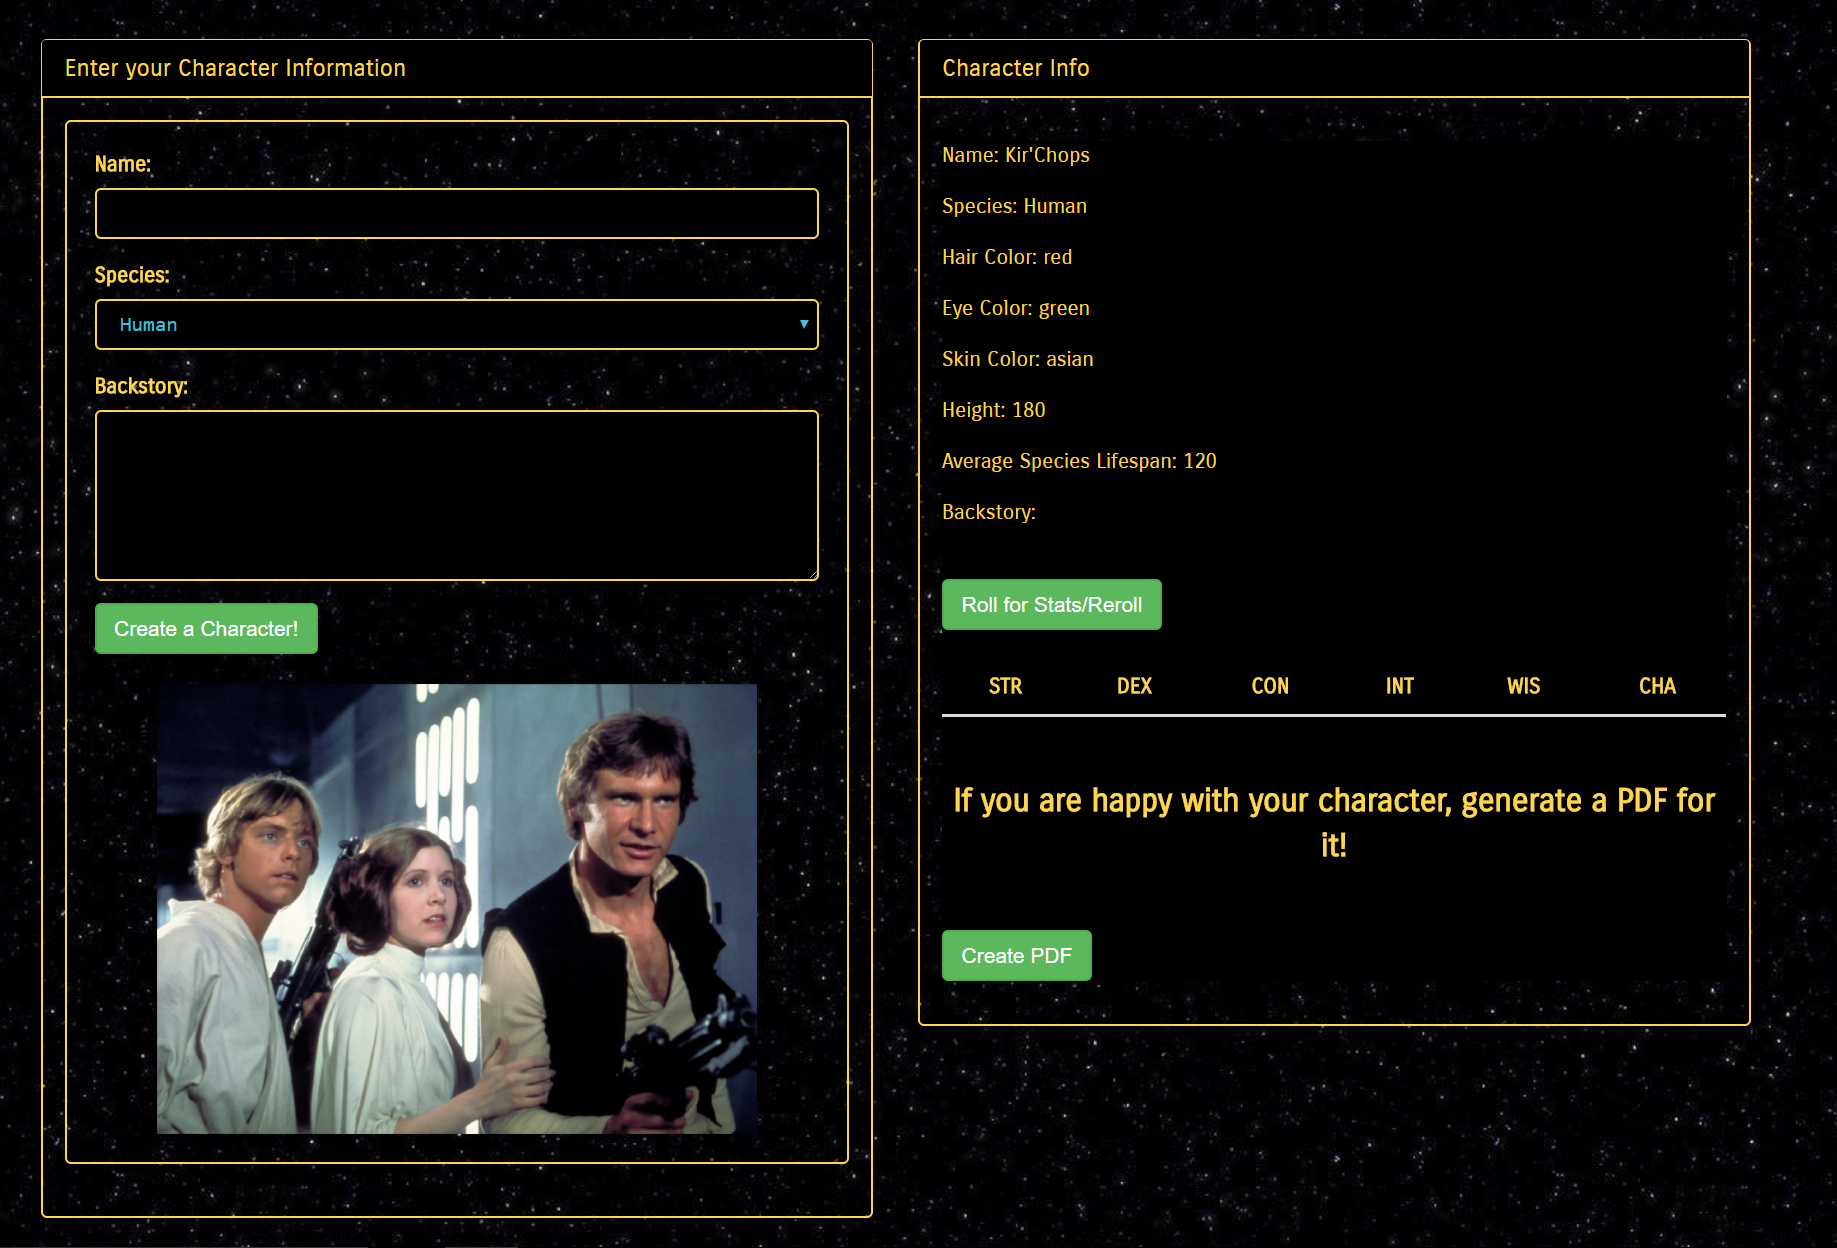 Enter your Character Information
Name:
Species:
Human
Backstory:
Create a Character!
Character Info
Name: Kir'Chops
Species: Human
Hair Color: red
Eye Color: green
Skin Color: asian
Height: 180
Average Species Lifespan: 120
Backstory:
Roll for Stats/Reroll
STR DEX CON INT WIS CHA
If you are happy with your character, generate a PDF for
it!
Create PDF